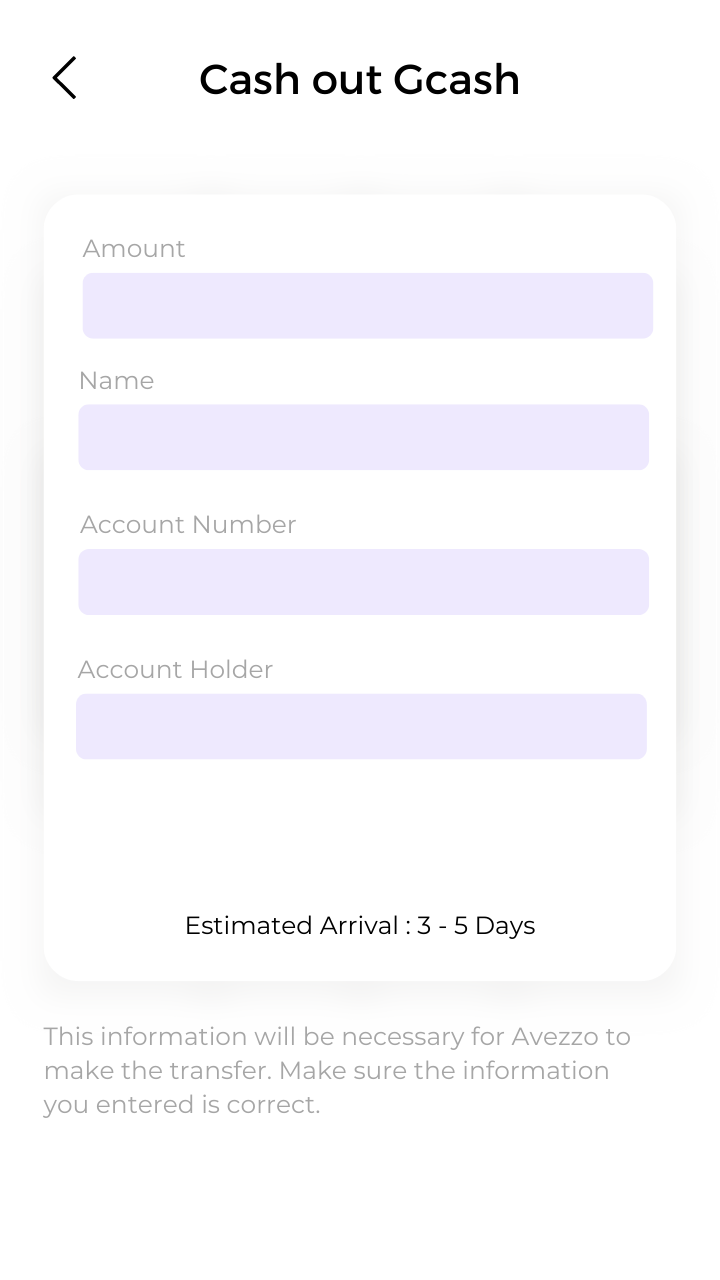 Cash out Gcash
Amount
Name
Account Number
Account Holder
Estimated Arrival : 3 - 5 Days
This information will be necessary for Avezzo to
make the transfer. Make sure the information
you entered is correct.